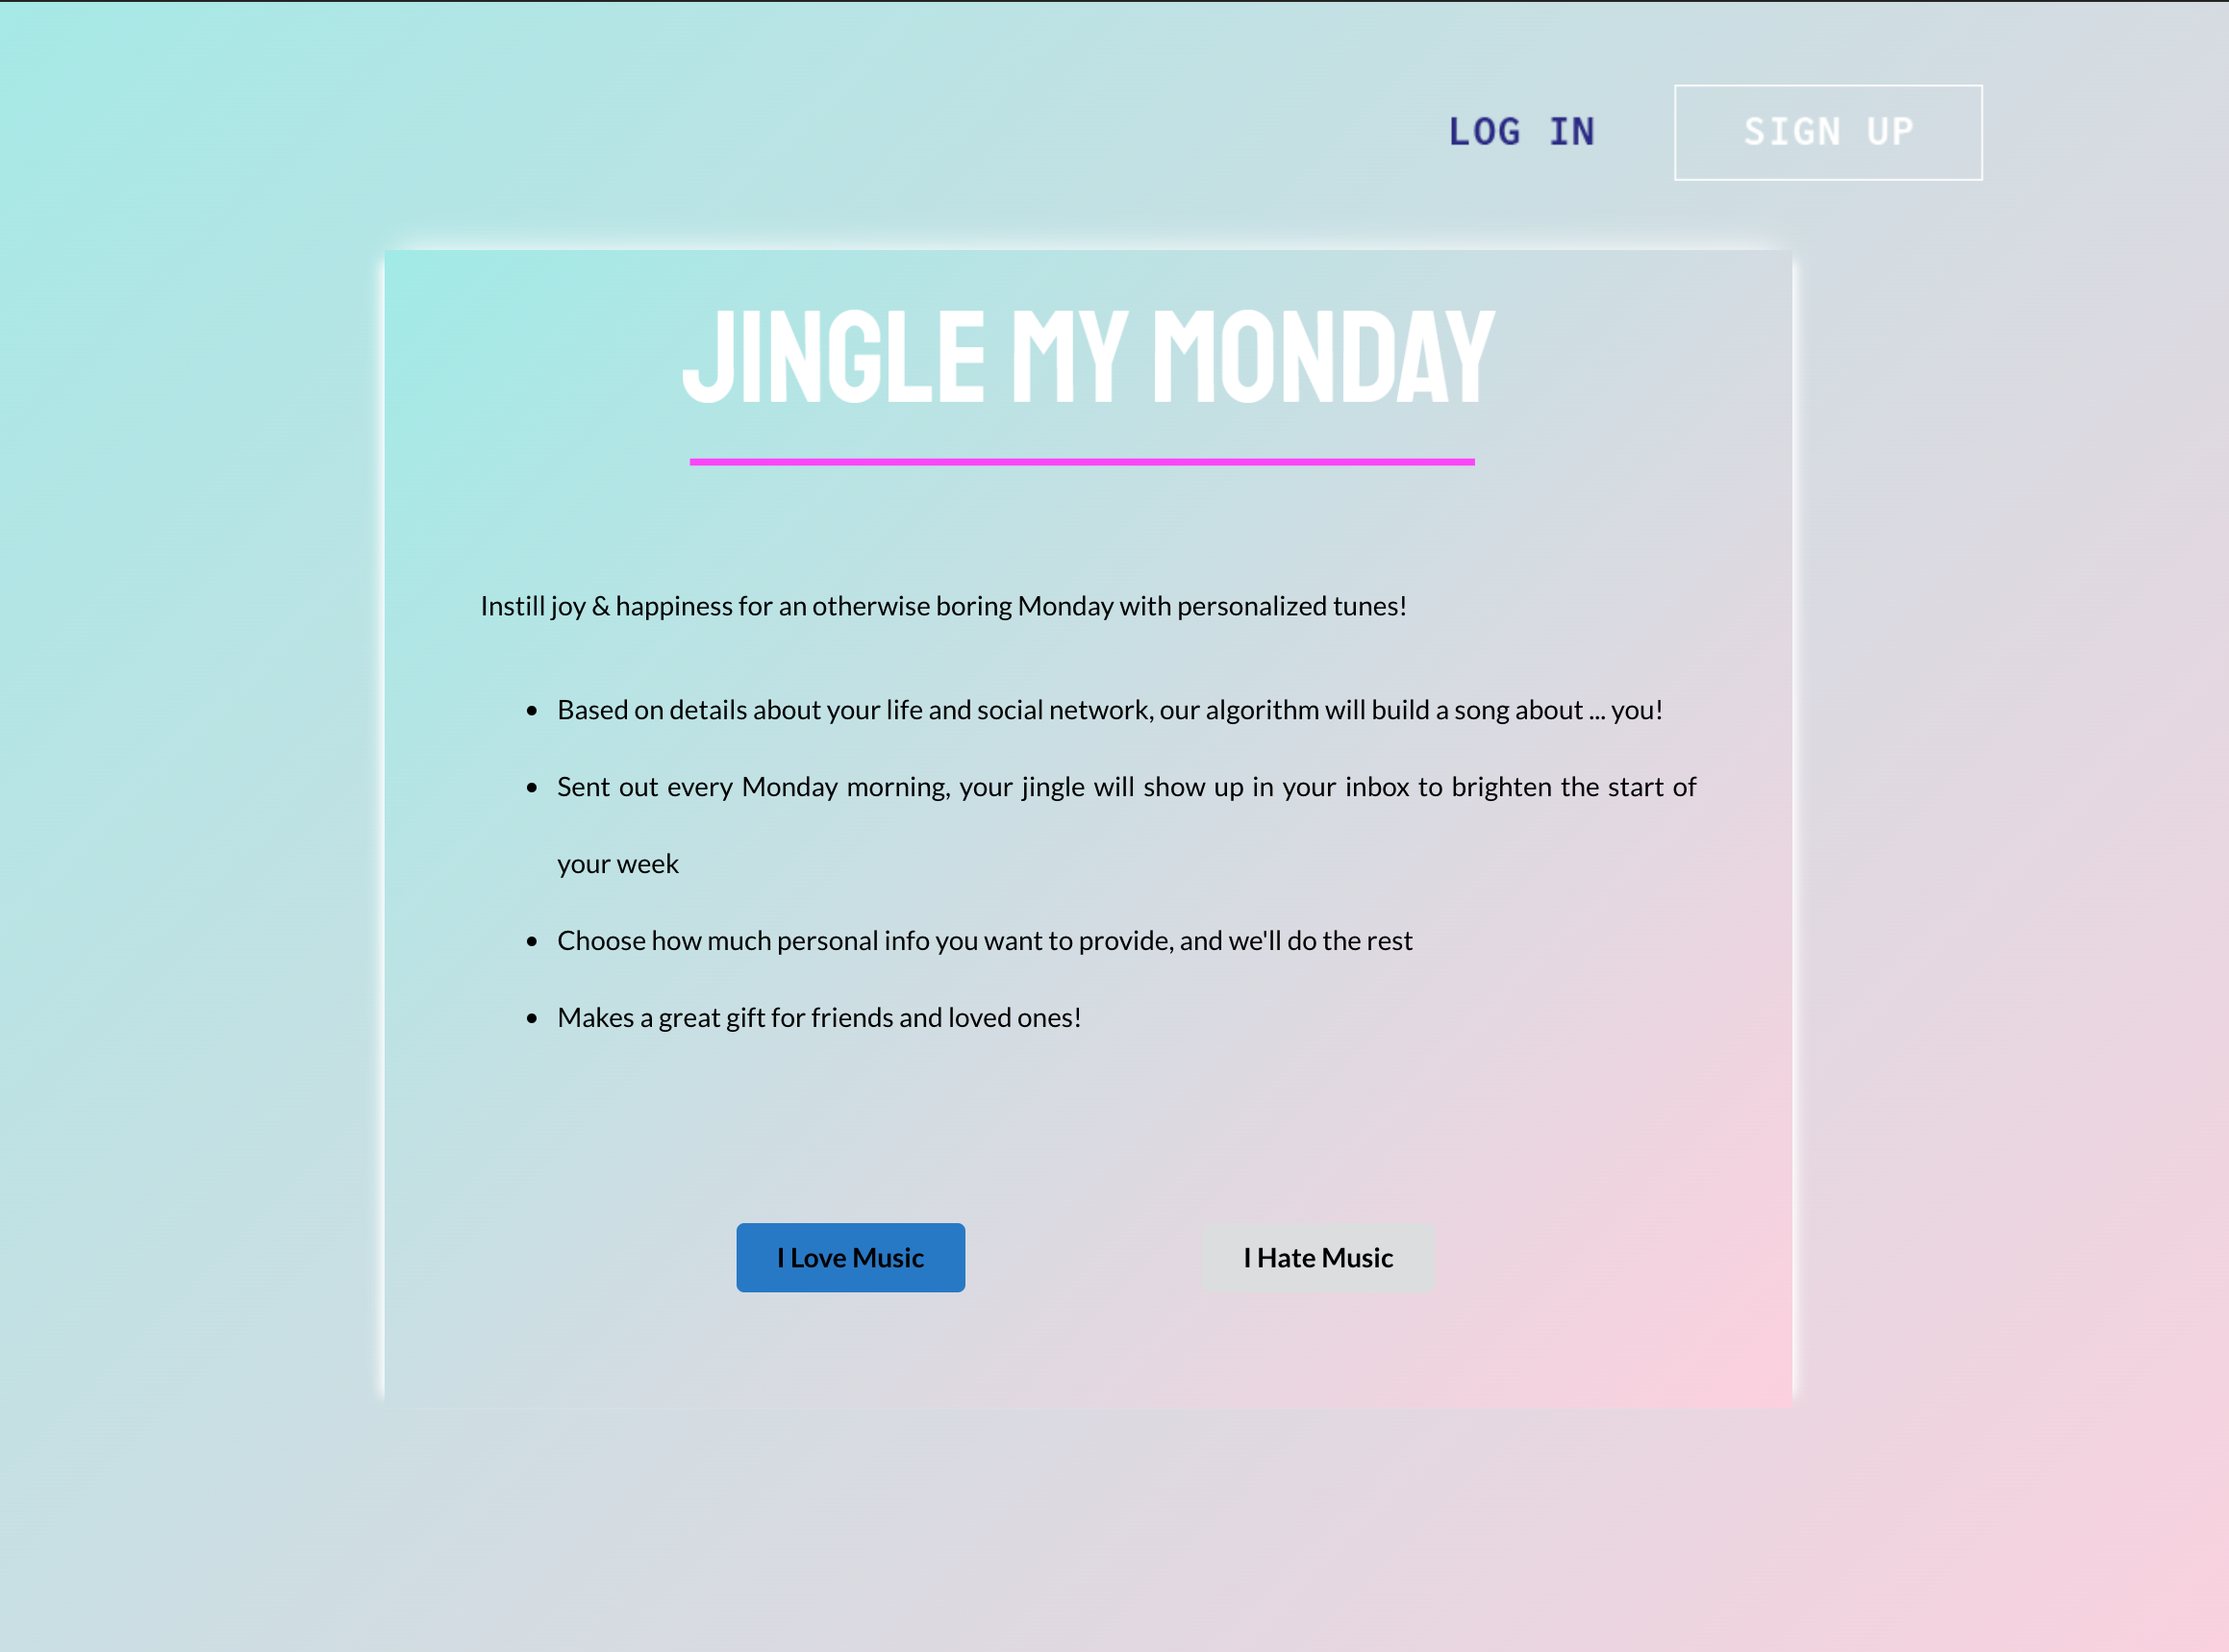 LOG IN
SIGN UP
JINGLE MY MONDAY
Instill joy & happiness for an otherwise boring Monday with personalized tunes!
• Based on details about your life and social network, our algorithm will build a song about ... you!
• Sent out every Monday morning, your jingle will show up in your inbox to brighten the start of
your week
• Choose how much personal info you want to provide, and we'll do the rest
• Makes a great gift for friends and loved ones!
I Love Music
I Hate Music